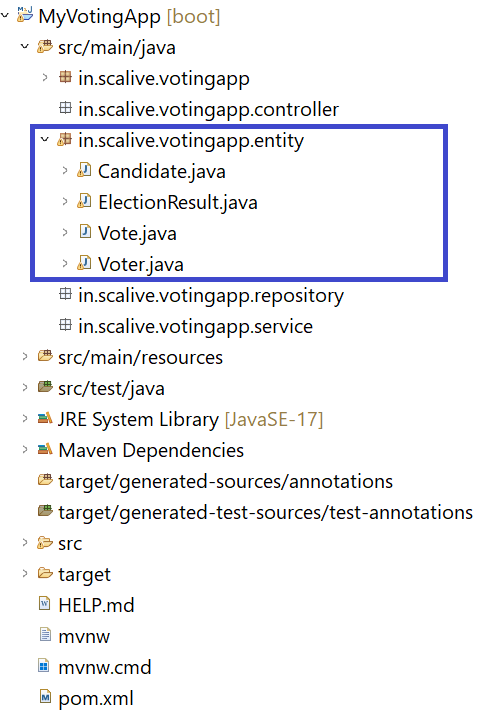 MyVotingApp [boot]
src/main/java
in.scalive.votingapp
in.scalive.votingapp.controller
in.scalive.votingapp.entity
Candidate.java
ElectionResult.java
Vote.java
Voter.java
in.scalive.votingapp.repository
in.scalive.votingapp.service
src/main/resources
src/test/java
JRE System Library [JavaSE-17]
Maven Dependencies
target/generated-sources/annotations
target/generated-test-sources/test-annotations
src
target
HELP.md
mvnw
mvnw.cmd
pom.xml